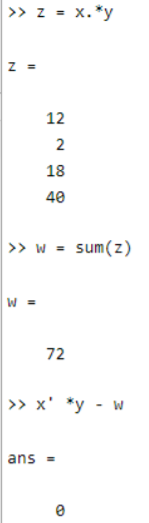 >> z = x.*y
z =
12
2
18
40
>> w = sum(z)
w =
72
>> x' *y - w
ans =
0